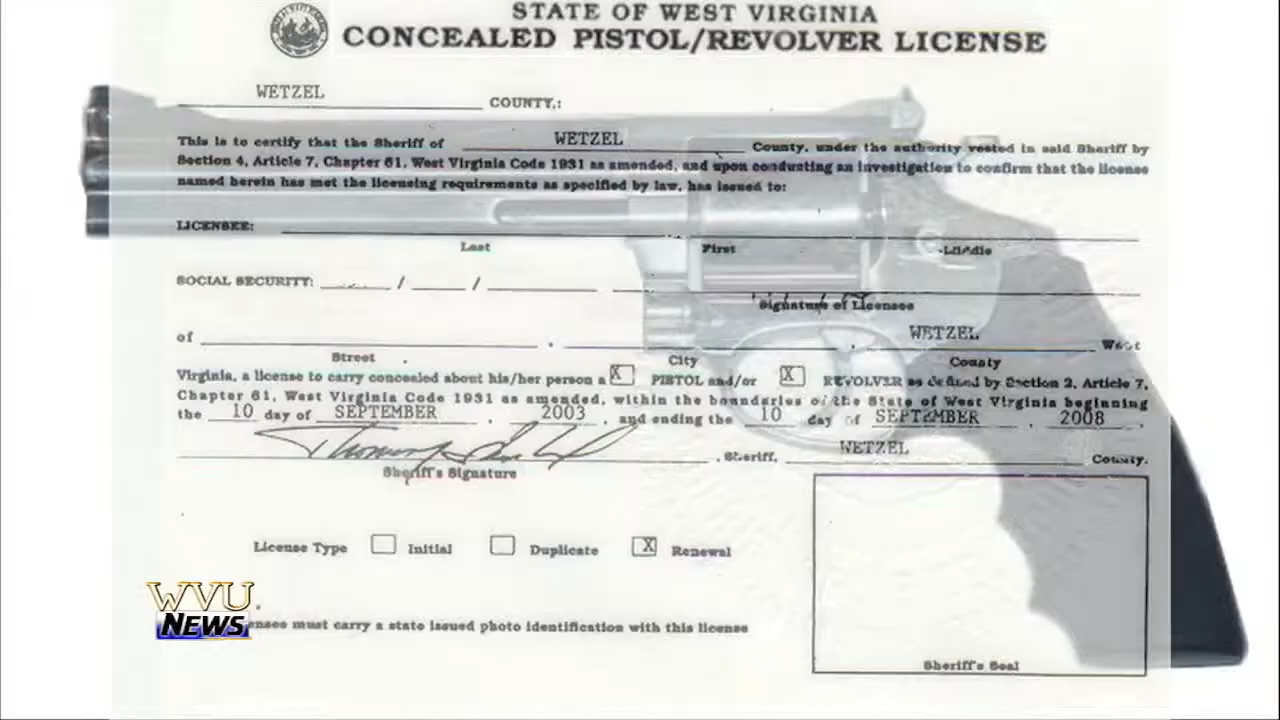 STATE OF WEST VIRGINIA
CONCEALED PISTOL/REVOLVER LICENSE
WETZEL COUNTY,:
This is to certify that the Sheriff of WETZEL County, under the authority vested in said Sheriff by
Section 4, Article 7, Chapter 61, West Virginia Code 1931 as amended, and upon conducting an investigation to confirm that the license
named herein has met the licensing requirements as specified by law, has issued to:
LICENSEE:
Last First Middle
SOCIAL SECURITY: / /
Signature of Licensee
of , , WETZEL West
Street City County
Virginia, a license to carry concealed about his/her person a X PISTOL and/or X REVOLVER as defined by Section 2, Article 7,
Chapter 61, West Virginia Code 1931 as amended, within the boundaries of the State of West Virginia beginning
the 10 day of SEPTEMBER , 2003 , and ending the 10 day of SEPTEMBER , 2008 .
Thomas , Sheriff, WETZEL County.
Sheriff's Signature
License Type Initial Duplicate X Renewal
WVU
NEWS
must carry a state issued photo identification with this license
Sheriff's Seal